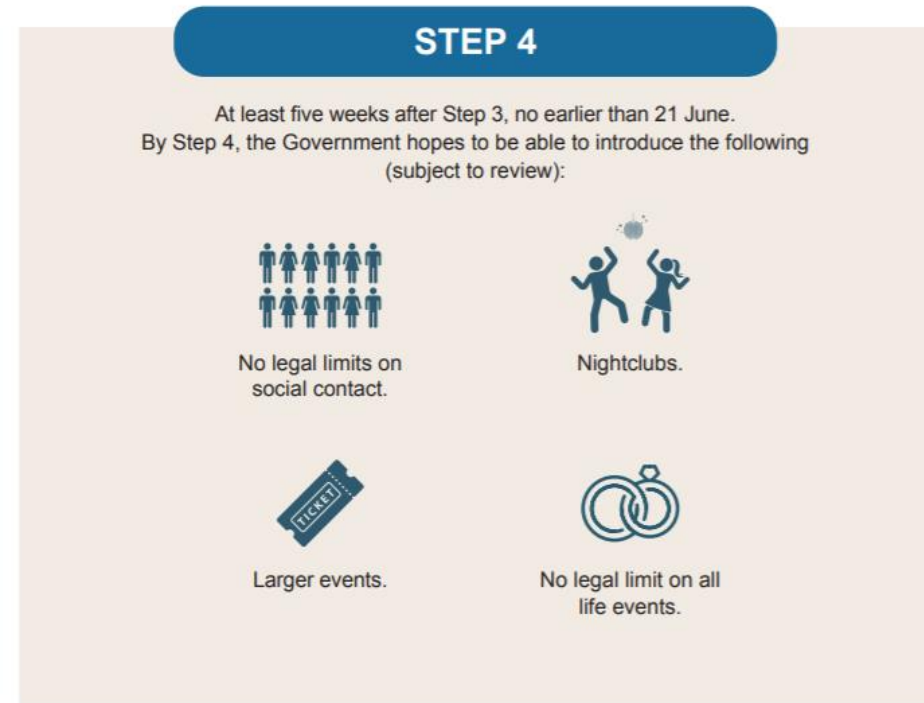 STEP 4
At least five weeks after Step 3, no earlier than 21 June.
By Step 4, the Government hopes to be able to introduce the following
(subject to review):
No legal limits on
social contact.
Nightclubs.
TICKET
Larger events.
No legal limit on all
life events.